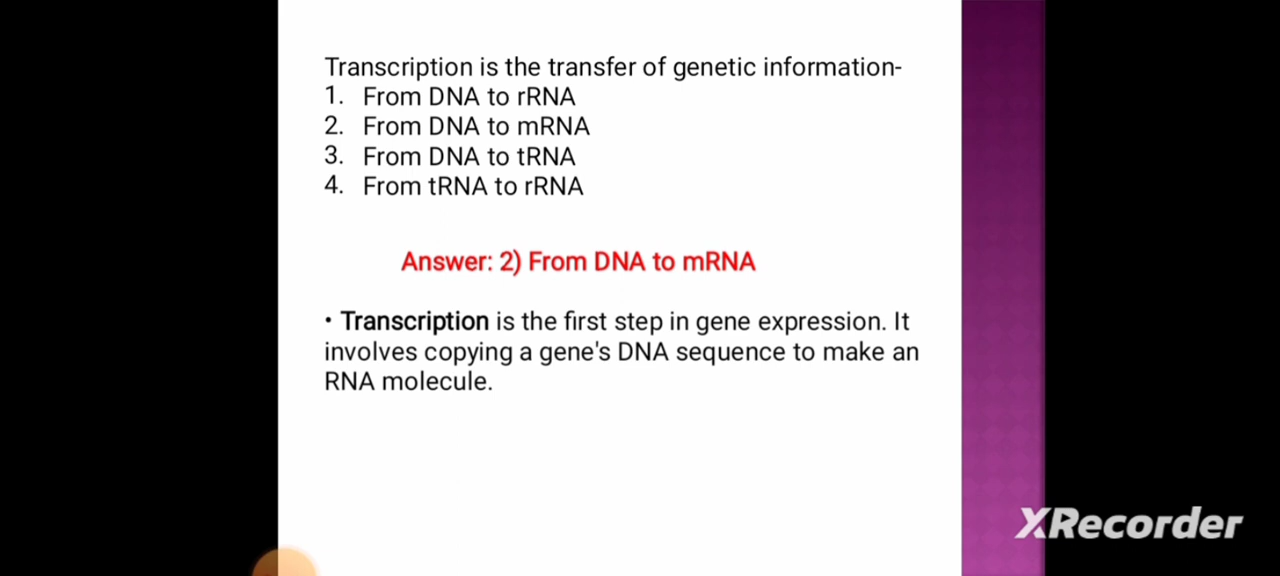 Transcription is the transfer of genetic information-
1. From DNA to rRNA
2. From DNA to mRNA
3. From DNA to tRNA
4. From tRNA to rRNA
Answer: 2) From DNA to mRNA
• Transcription is the first step in gene expression. It
involves copying a gene's DNA sequence to make an
RNA molecule.
XRecorder